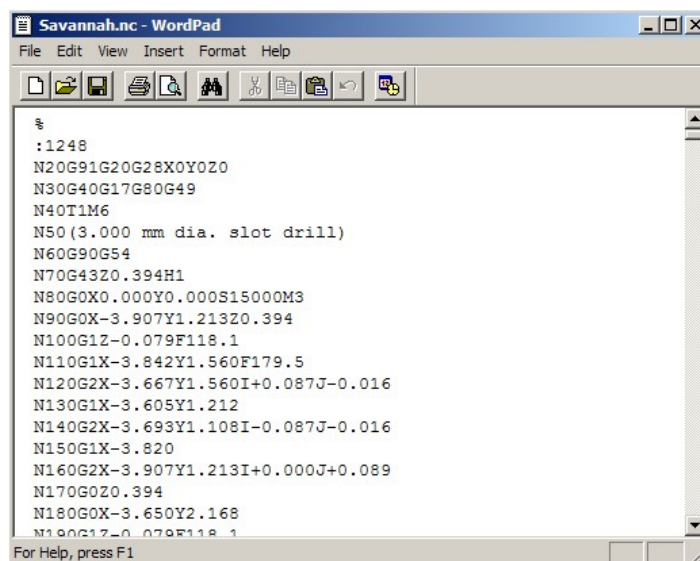 Savannah.nc - WordPad
File Edit View Insert Format Help
%
:1248
N20G91G20G28X0Y0Z0
N30G40G17G80G49
N40T1M6
N50(3.000 mm dia. slot drill)
N60G90G54
N70G43Z0.394H1
N80G0X0.000Y0.000S15000M3
N90G0X-3.907Y1.213Z0.394
N100G1Z-0.079F118.1
N110G1X-3.842Y1.560F179.5
N120G2X-3.667Y1.560I+0.087J-0.016
N130G1X-3.605Y1.212
N140G2X-3.693Y1.108I-0.087J-0.016
N150G1X-3.820
N160G2X-3.907Y1.213I+0.000J+0.089
N170G0Z0.394
N180G0X-3.650Y2.168
N190G1Z-0.079F118.1
For Help, press F1